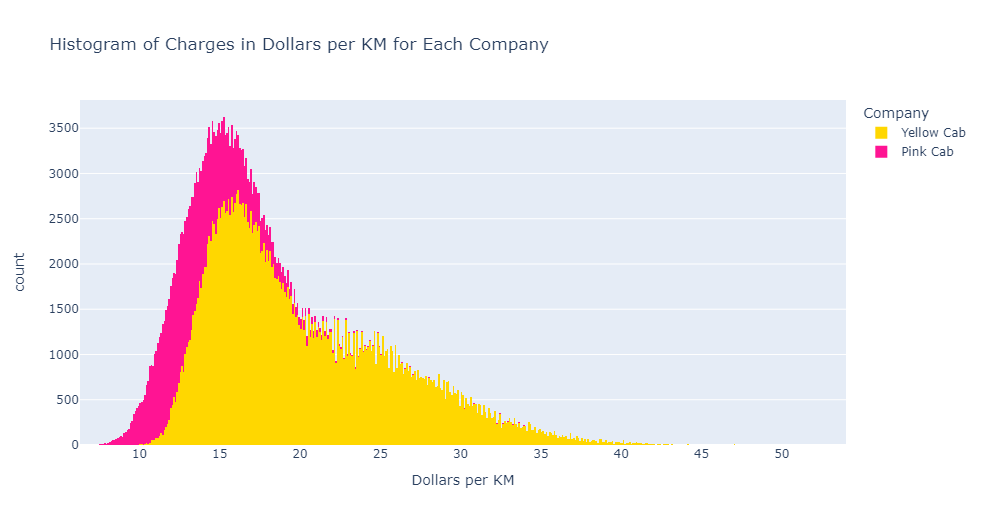 Histogram of Charges in Dollars per KM for Each Company
Company
Yellow Cab
Pink Cab
3500
3000
2500
2000
1500
1000
500
0
count
10 15 20 25 30 35 40 45 50
Dollars per KM